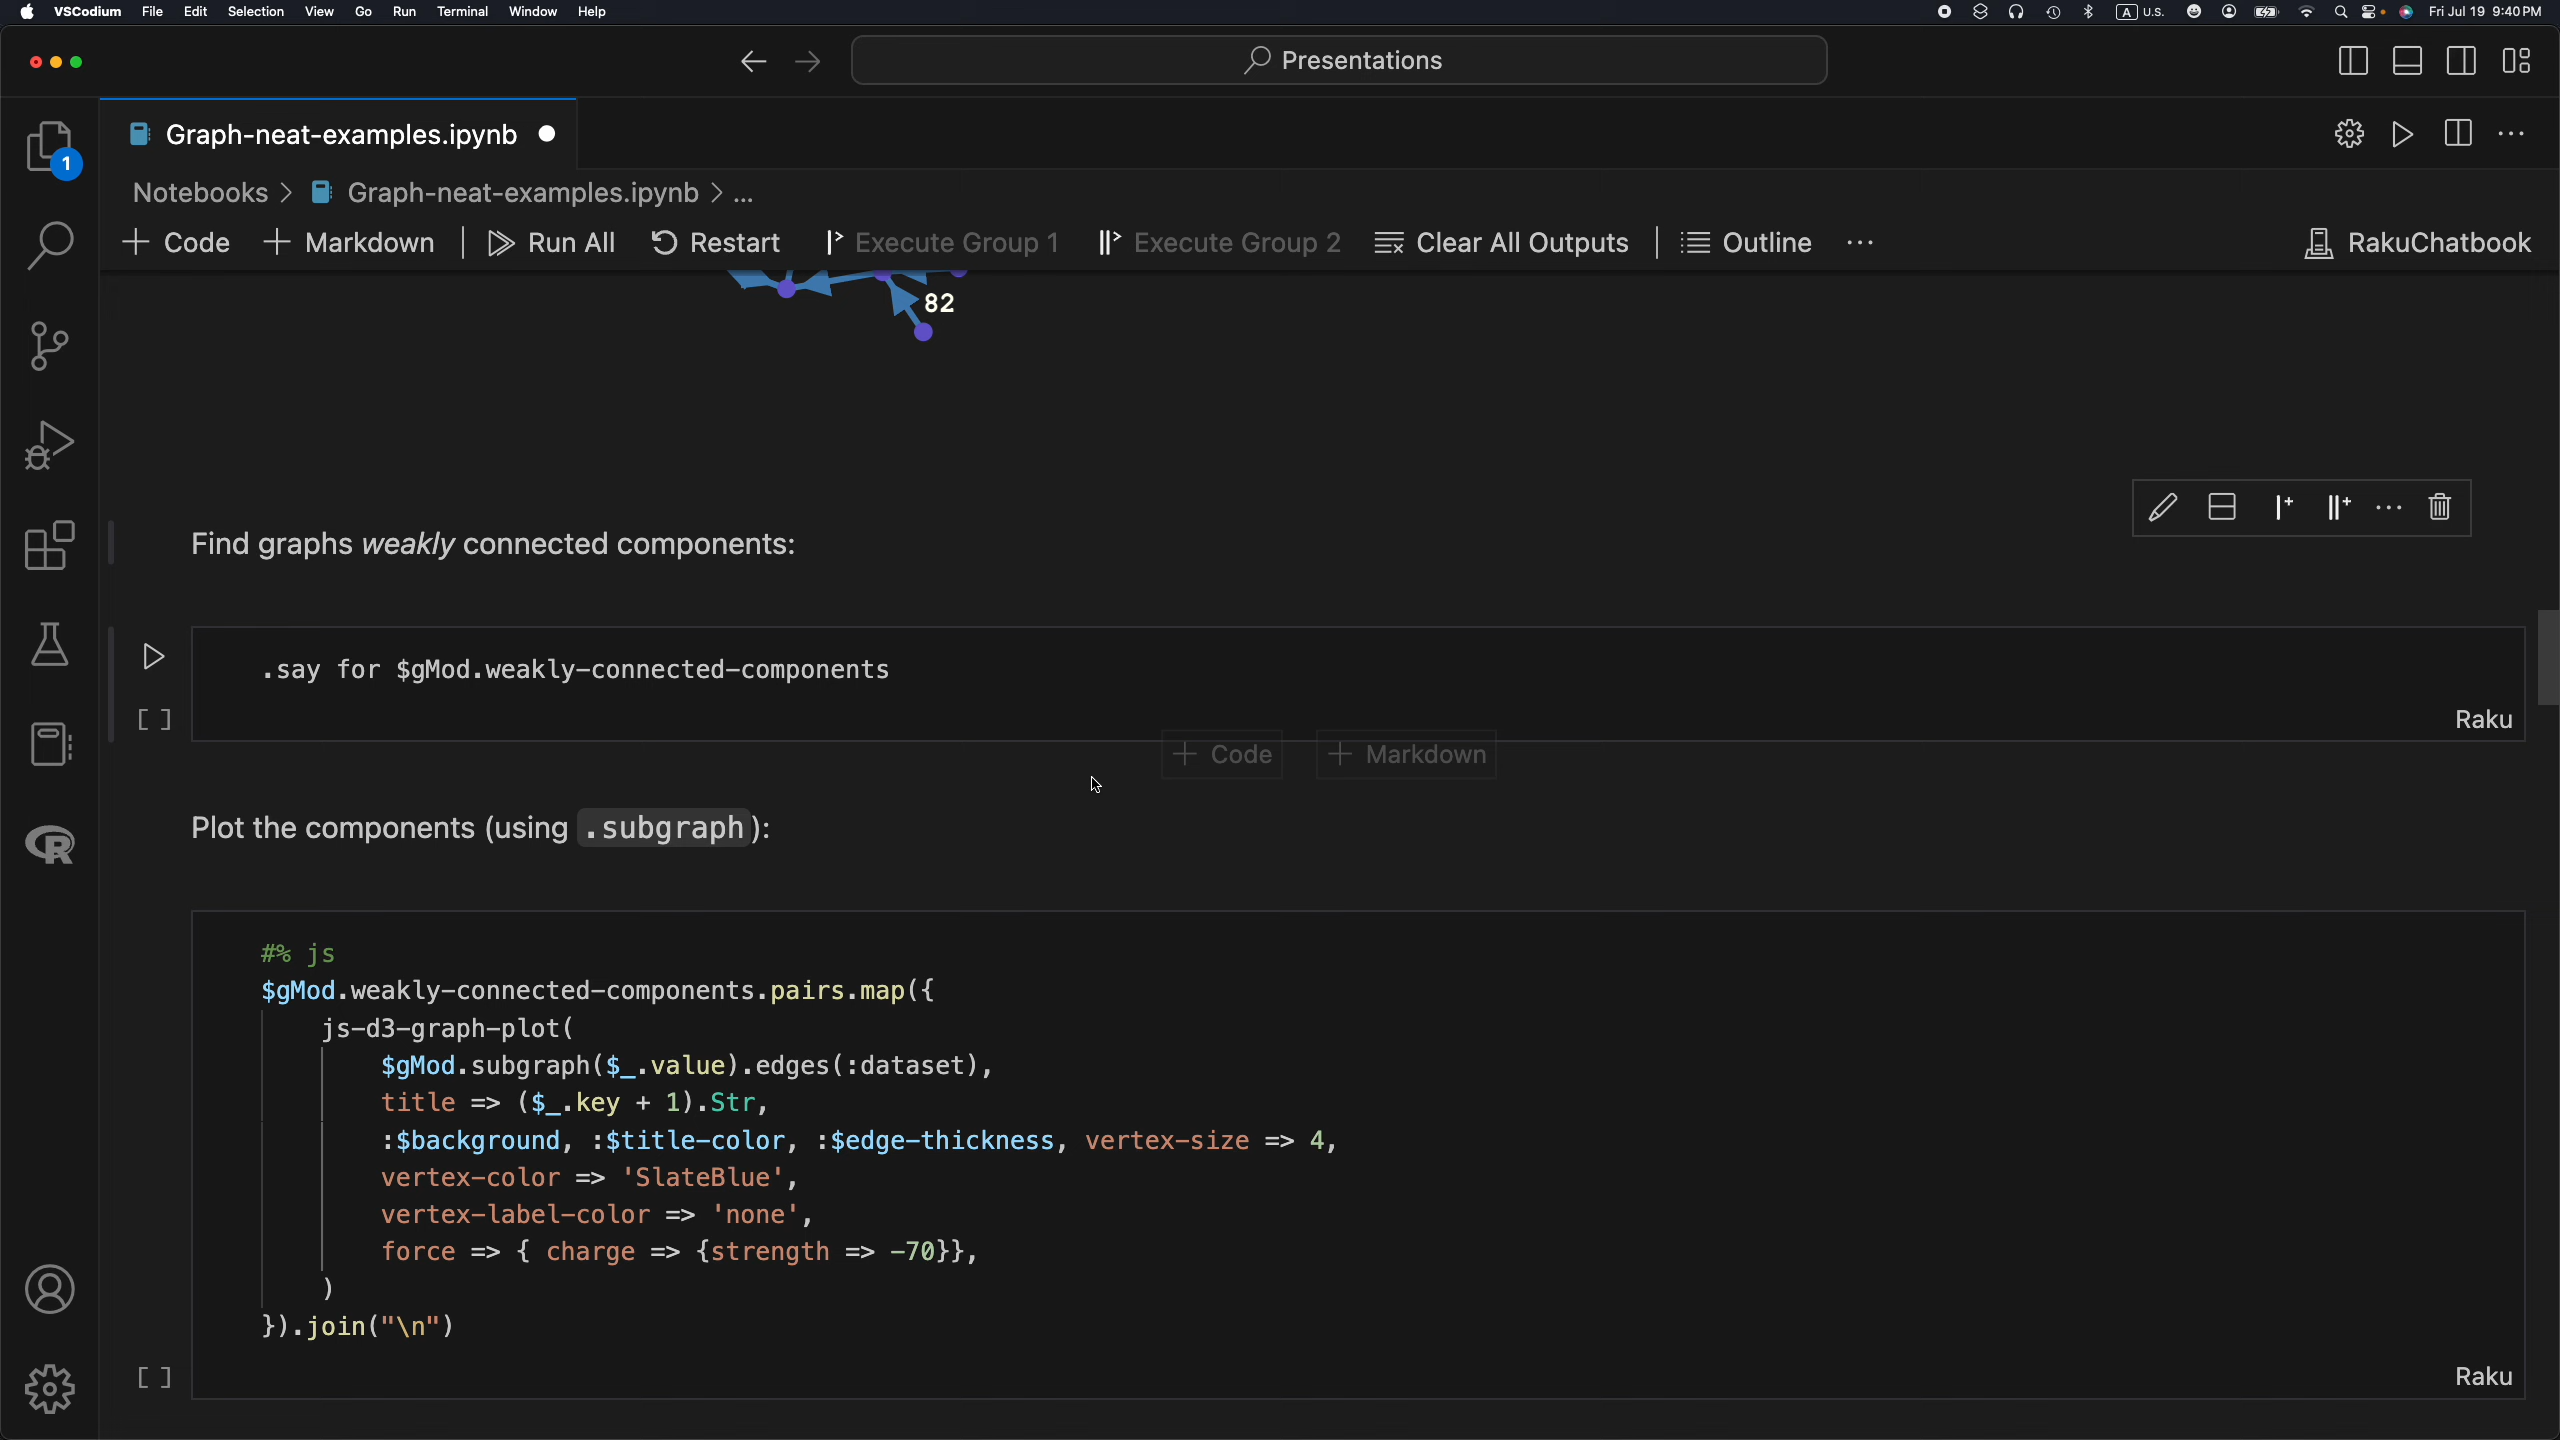 VSCodium File Edit Selection View Go Run Terminal Window Help
A U.S. Fri Jul 19 9:40 PM
Presentations
1
Graph-neat-examples.ipynb
Notebooks > Graph-neat-examples.ipynb > ...
+ Code + Markdown | Run All Restart Execute Group 1 Execute Group 2 Clear All Outputs | Outline ... RakuChatbook
82
Find graphs weakly connected components:
.say for $gMod.weakly-connected-components
[ ] Raku
+ Code + Markdown
Plot the components (using .subgraph):
#% js
$gMod.weakly-connected-components.pairs.map({
js-d3-graph-plot(
$gMod.subgraph($_.value).edges(:dataset),
title => ($_.key + 1).Str,
:$background, :$title-color, :$edge-thickness, vertex-size => 4,
vertex-color => 'SlateBlue',
vertex-label-color => 'none',
force => { charge => {strength => -70}},
)
}).join("\n")
[ ] Raku